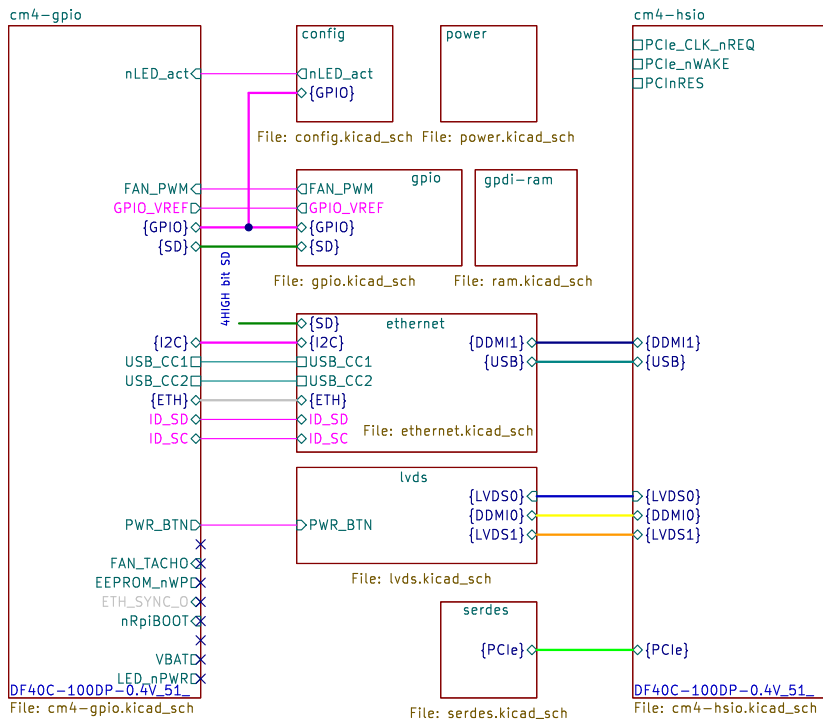 cm4-gpio
nLED_act
FAN_PWM
GPIO_VREF
{GPIO}
{SD}
4HIGH bit SD
{I2C}
USB_CC1
USB_CC2
{ETH}
ID_SD
ID_SC
PWR_BTN
FAN_TACHO
EEPROM_nWP
ETH_SYNC_O
nRpiBOOT
VBAT
LED_nPWR
DF40C-100DP-0.4V_51_
File: cm4-gpio.kicad_sch
config
nLED_act
{GPIO}
File: config.kicad_sch
power
File: power.kicad_sch
gpio
FAN_PWM
GPIO_VREF
{GPIO}
{SD}
File: gpio.kicad_sch
gpdi-ram
File: ram.kicad_sch
ethernet
{SD}
{I2C}
USB_CC1
USB_CC2
{ETH}
ID_SD
ID_SC
{DDMI1}
{USB}
File: ethernet.kicad_sch
lvds
{LVDS0}
{DDMI0}
{LVDS1}
PWR_BTN
File: lvds.kicad_sch
serdes
{PCIe}
File: serdes.kicad_sch
cm4-hsio
PCIe_CLK_nREQ
PCIe_nWAKE
PCInRES
{DDMI1}
{USB}
{LVDS0}
{DDMI0}
{LVDS1}
{PCIe}
DF40C-100DP-0.4V_51_
File: cm4-hsio.kicad_sch